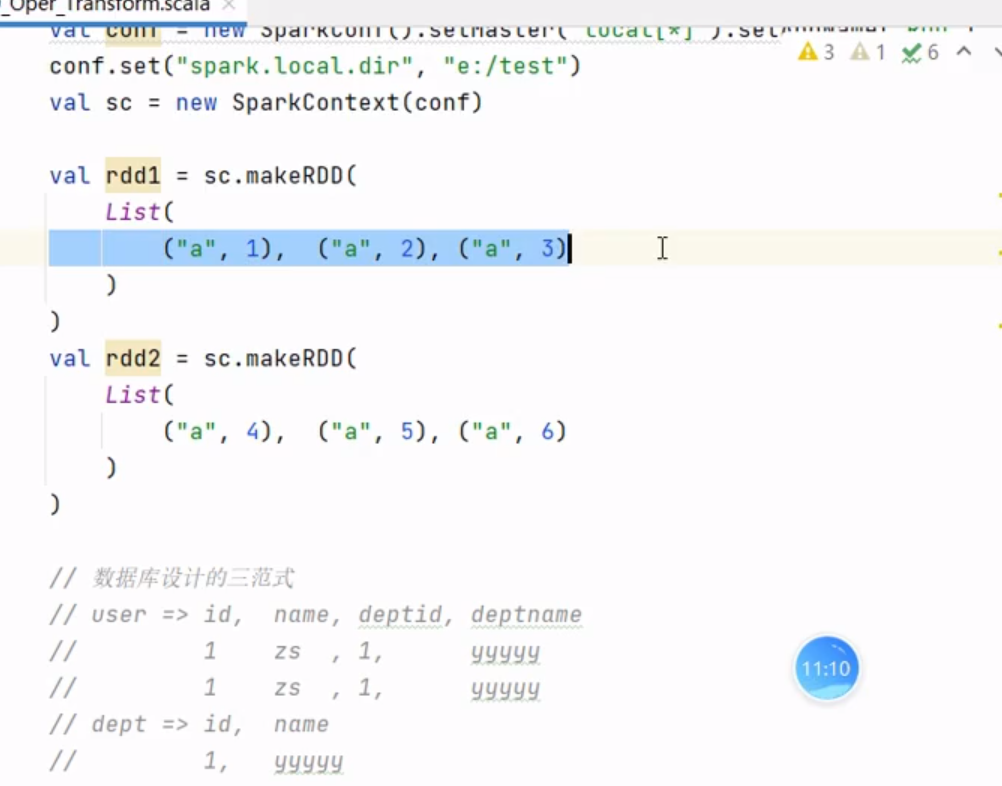 _Oper_Transform.scala
val conf = new SparkConf().setMaster("local[*]").set
3 1 6
conf.set("spark.local.dir", "e:/test")
val sc = new SparkContext(conf)
val rdd1 = sc.makeRDD(
List(
("a", 1), ("a", 2), ("a", 3)
)
)
val rdd2 = sc.makeRDD(
List(
("a", 4), ("a", 5), ("a", 6)
)
)
// 数据库设计的三范式
// user => id, name, deptid, deptname
// 1 zs , 1, yyyyy
11:10
// 1 zs , 1, yyyyy
// dept => id, name
// 1, yyyyy